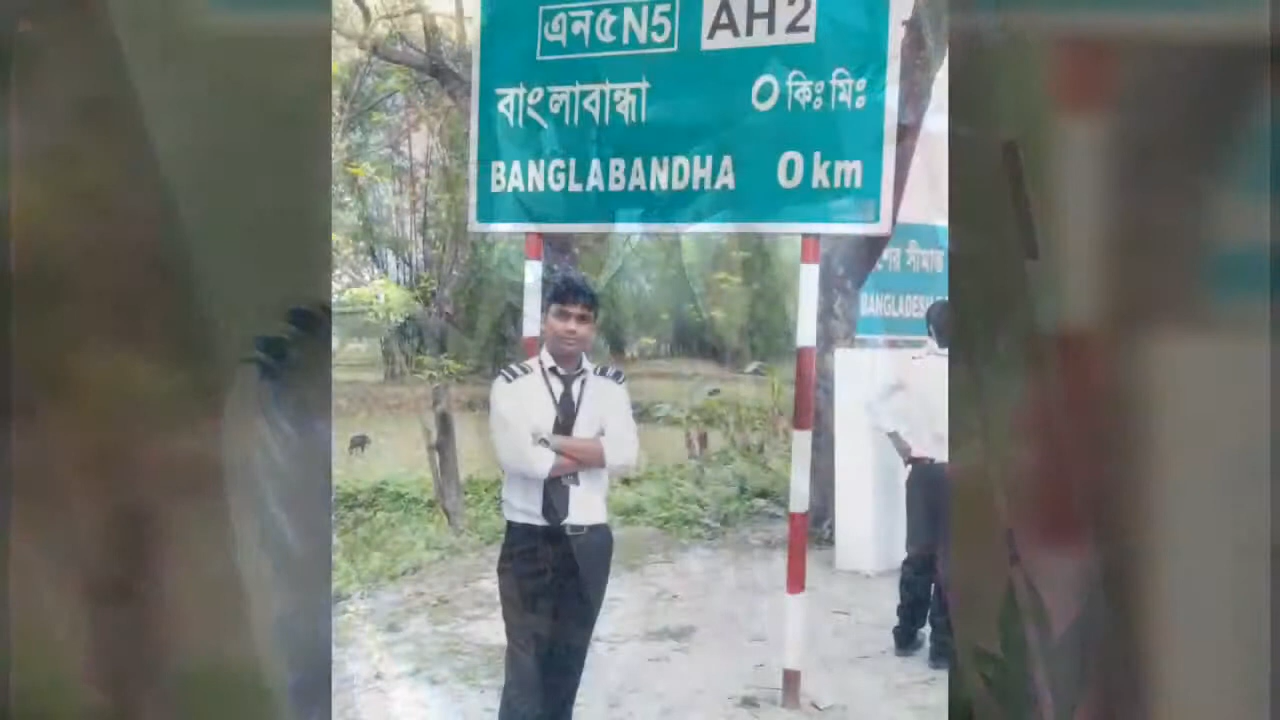 এন৫N5 AH2
বাংলাবান্ধা ০ কিঃ মিঃ
BANGLABANDHA 0 km
সীমান্ত
BANGLADESH